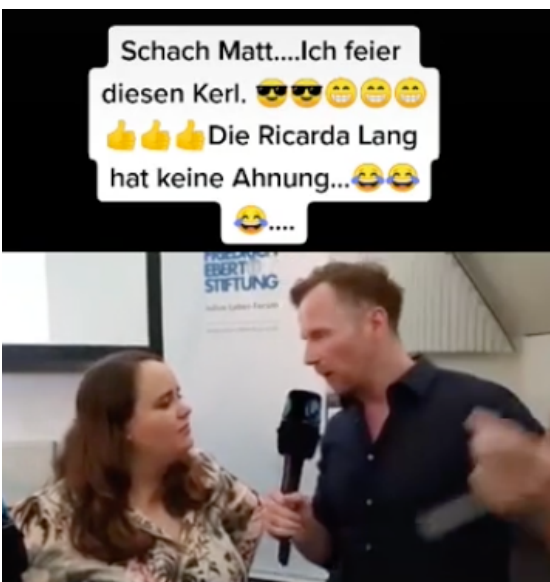 Schach Matt....Ich feier
diesen Kerl. 😎😎😁😁😁
👍👍👍Die Ricarda Lang
hat keine Ahnung...😂😂
😂....
FRIEDRICH
EBERT
STIFTUNG